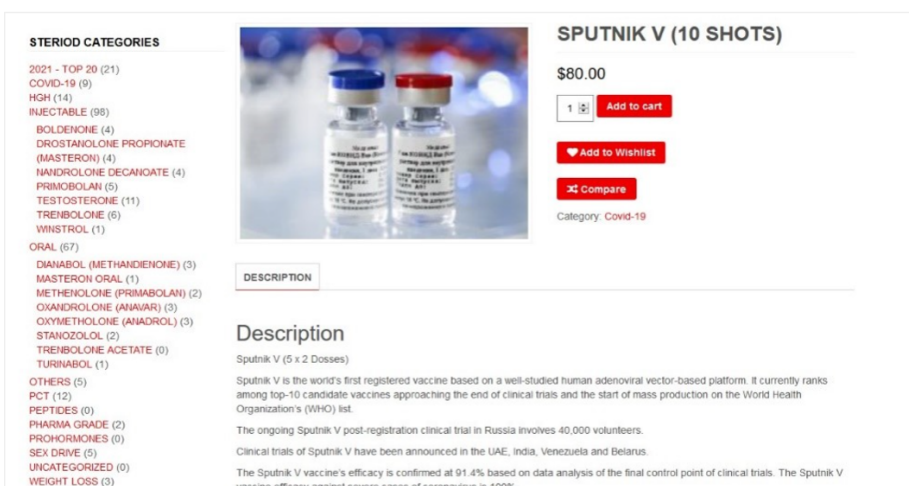 STERIOD CATEGORIES
2021 - TOP 20 (21)
COVID-19 (9)
HGH (14)
INJECTABLE (98)
BOLDENONE (4)
DROSTANOLONE PROPIONATE
(MASTERON) (4)
NANDROLONE DECANOATE (4)
PRIMOBOLAN (5)
TESTOSTERONE (11)
TRENBOLONE (6)
WINSTROL (1)
ORAL (67)
DIANABOL (METHANDIENONE) (3)
MASTERON ORAL (1)
METHENOLONE (PRIMABOLAN) (2)
OXANDROLONE (ANAVAR) (3)
OXYMETHOLONE (ANADROL) (3)
STANOZOLOL (2)
TRENBOLONE ACETATE (0)
TURINABOL (1)
OTHERS (5)
PCT (12)
PEPTIDES (0)
PHARMA GRADE (2)
PROHORMONES (0)
SEX DRIVE (5)
UNCATEGORIZED (0)
WEIGHT LOSS (3)
SPUTNIK V (10 SHOTS)
$80.00
1 Add to cart
Add to Wishlist
Compare
Category: Covid-19
DESCRIPTION
Description
Sputnik V (5 x 2 Dosses)
Sputnik V is the world's first registered vaccine based on a well-studied human adenoviral vector-based platform. It currently ranks
among top-10 candidate vaccines approaching the end of clinical trials and the start of mass production on the World Health
Organization's (WHO) list.
The ongoing Sputnik V post-registration clinical trial in Russia involves 40,000 volunteers.
Clinical trials of Sputnik V have been announced in the UAE, India, Venezuela and Belarus.
The Sputnik V vaccine's efficacy is confirmed at 91.4% based on data analysis of the final control point of clinical trials. The Sputnik V